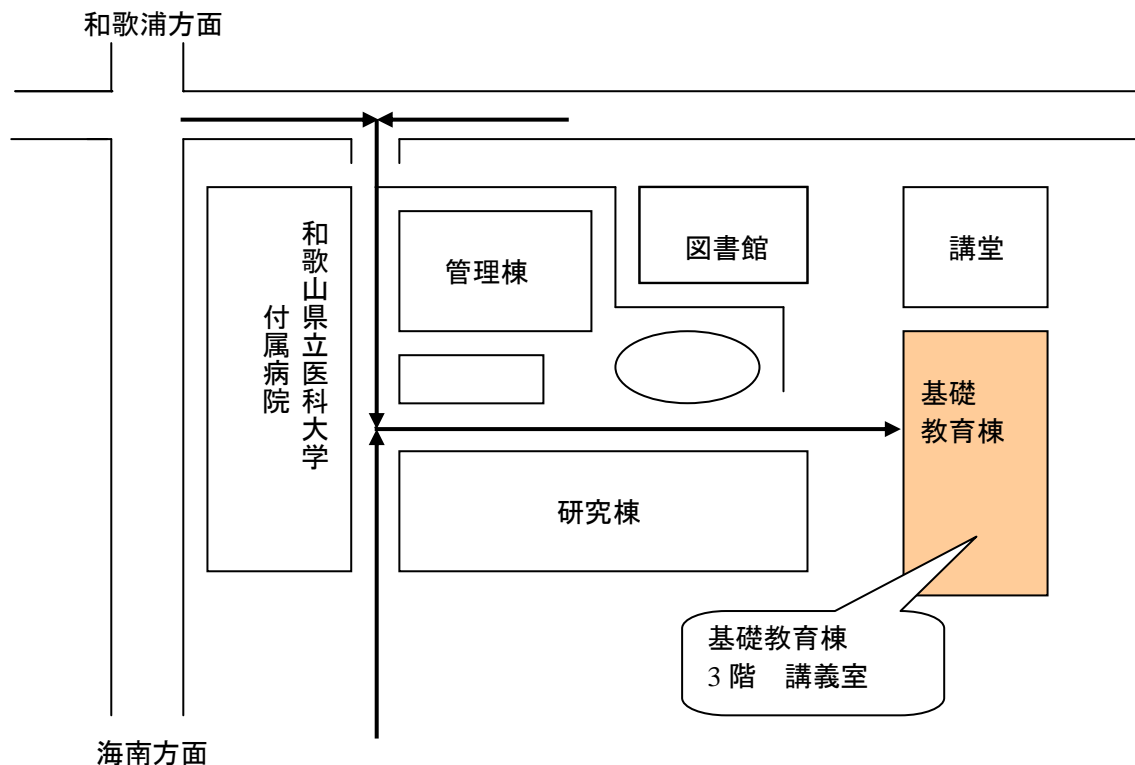 和歌浦方面
和歌山県立医科大学
付属病院
管理棟
図書館
講堂
基礎
教育棟
研究棟
基礎教育棟
3階　講義室
海南方面